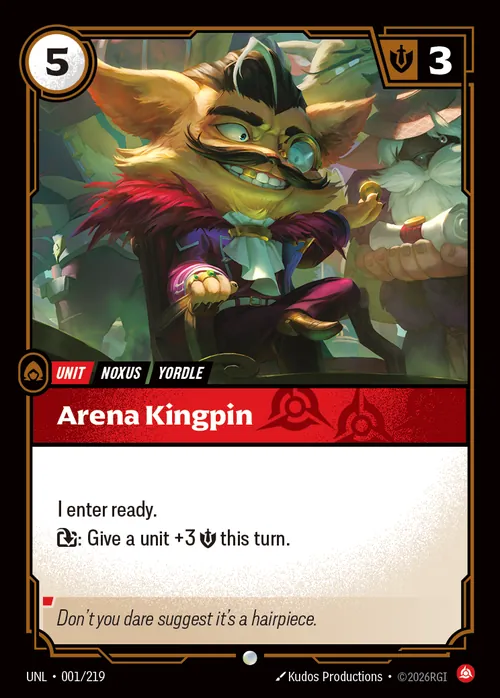 5
3
UNIT NOXUS YORDLE
Arena Kingpin
I enter ready.
: Give a unit +3 this turn.
Don't you dare suggest it's a hairpiece.
UNL • 001/219
Kudos Productions • ©2026RGI